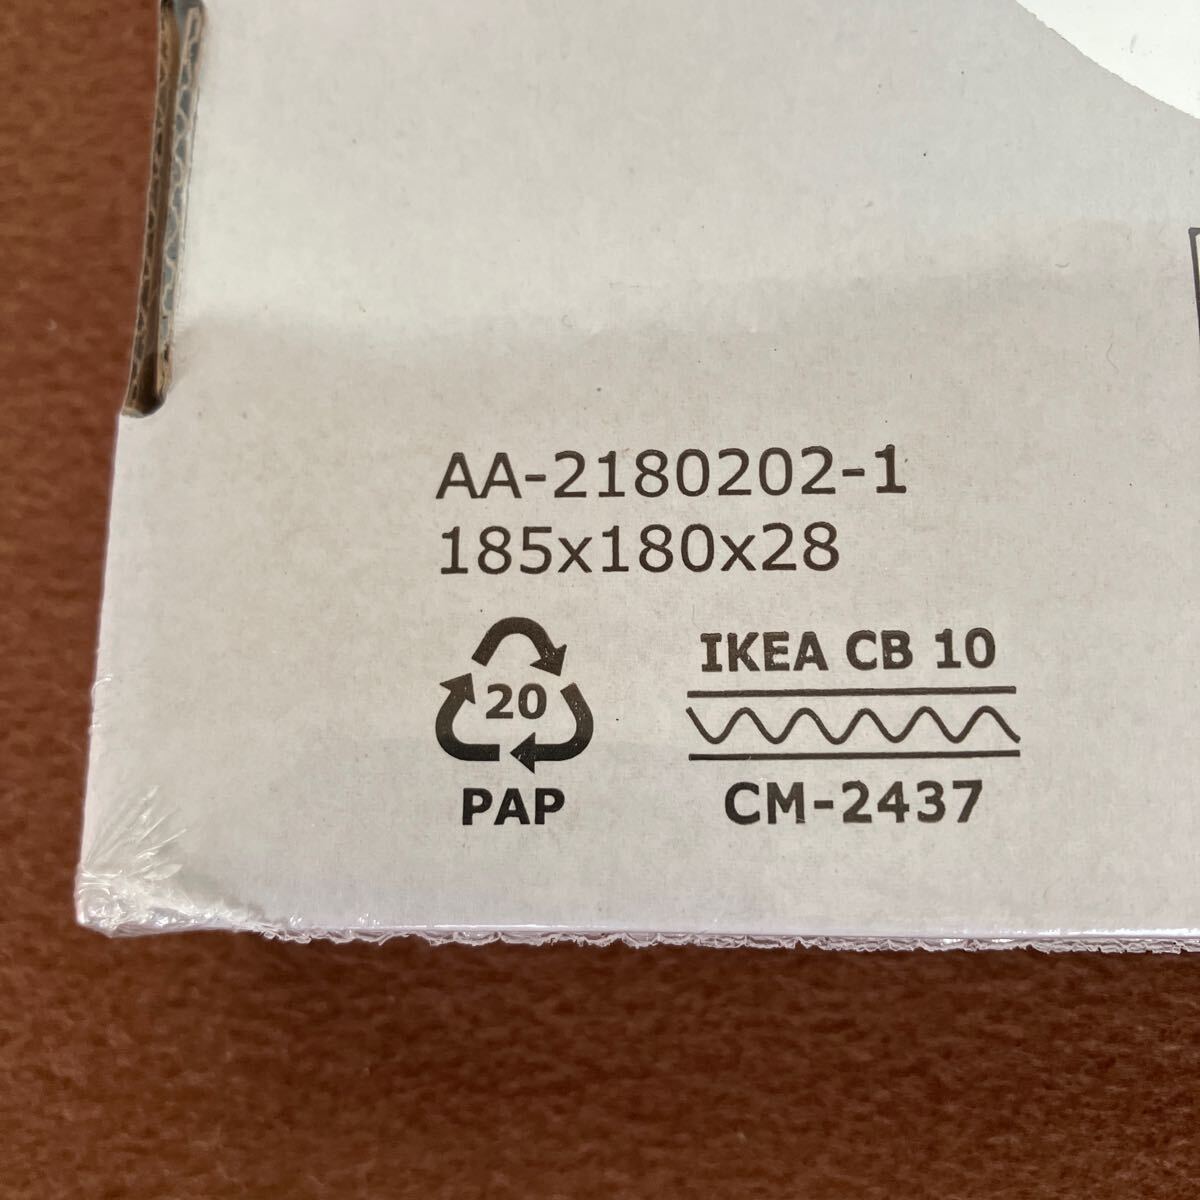 AA-2180202-1
185x180x28
20
PAP
IKEA CB 10
CM-2437